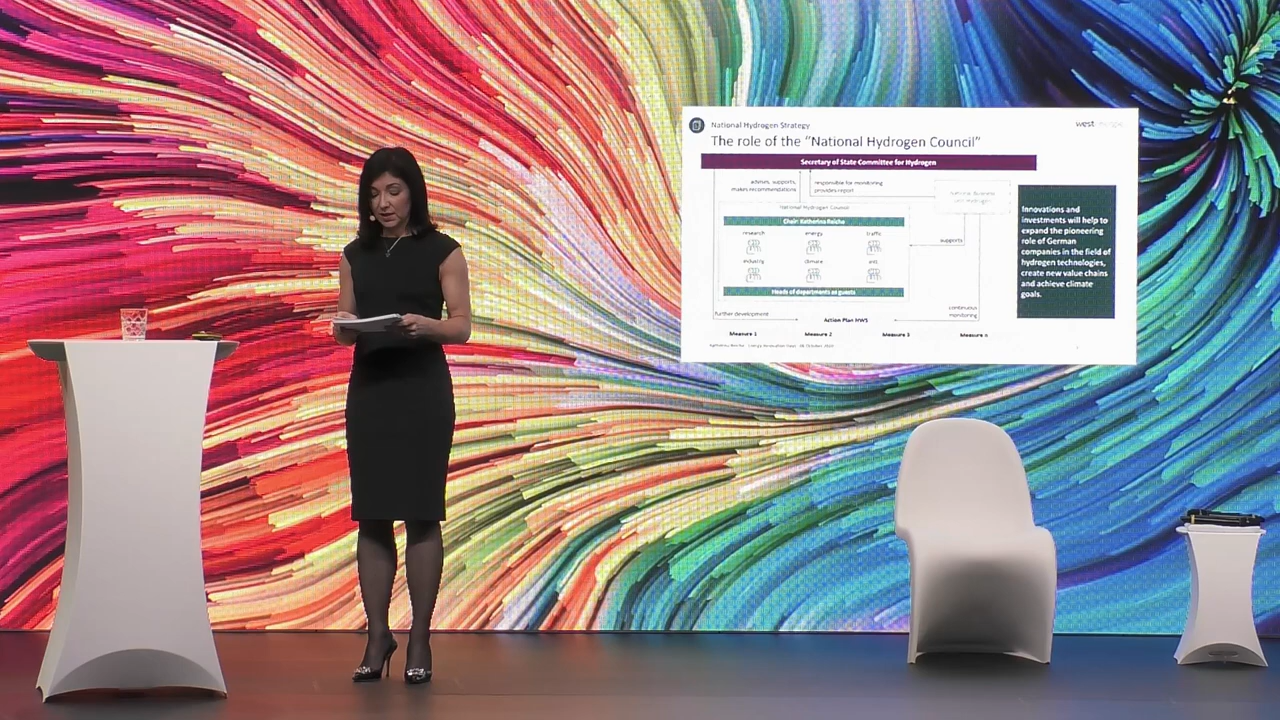 National Hydrogen Strategy
west energie
The role of the "National Hydrogen Council"
Secretary of State Committee for Hydrogen
advises, supports,
makes recommendations
responsible for monitoring
provides report
National Hydrogen Council
Chair: Katherina Reiche
research energy traffic
industry climate
Heads of departments as guests
supports
Innovations and
investments will help to
expand the pioneering
role of German
companies in the field of
hydrogen technologies,
create new value chains
and achieve climate
goals.
further development
continuous
monitoring
Action Plan NWS
Measure 1 Measure 2 Measure 3 Measure n